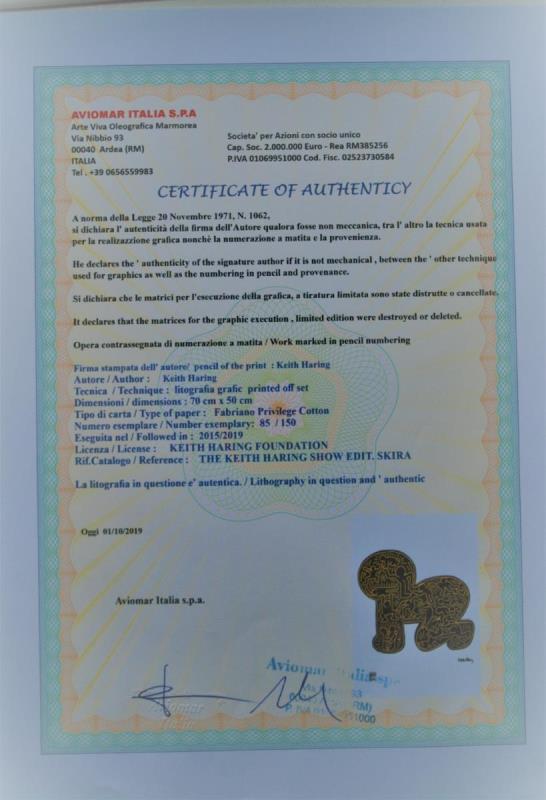 AVIOMAR ITALIA S.P.A
Arte Viva Oleografica Marmorea
Via Nibbio 93
00040 Ardea (RM)
ITALIA
Tel . +39 0656559983
Societa' per Azioni con socio unico
Cap. Soc. 2.000.000 Euro - Rea RM385256
P.IVA 01069951000 Cod. Fisc. 02523730584
CERTIFICATE OF AUTHENTICY
A norma della Legge 20 Novembre 1971, N. 1062,
si dichiara l' autenticità della firma dell'Autore qualora fosse non meccanica, tra l' altro la tecnica usata
per la realizazzione grafica nonchè la numerazione a matita e la provenienza.
He declares the ' authenticity of the signature author if it is not mechanical , between the ' other technique
used for graphics as well as the numbering in pencil and provenance.
Si dichiara che le matrici per l'esecuzione della grafica, a tiratura limitata sono state distrutte o cancellate.
It declares that the matrices for the graphic execution , limited edition were destroyed or deleted.
Opera contrassegnata di numerazione a matita / Work marked in pencil numbering
Firma stampata dell' autore/ pencil of the print : Keith Haring
Autore / Author : Keith Haring
Tecnica / Technique : litografia grafic printed off set
Dimensioni / dimensions : 70 cm x 50 cm
Tipo di carta / Type of paper : Fabriano Privilege Cotton
Numero esemplare / Number exemplary: 85 / 150
Eseguita nel / Followed in : 2015/2019
Licenza / License : KEITH HARING FOUNDATION
Rif.Catalogo / Reference : THE KEITH HARING SHOW EDIT. SKIRA
La litografia in questione e' autentica. / Lithography in question and ' authentic
Oggi 01/10/2019
Aviomar Italia s.p.a.
Aviomar Italia sp
93
RM)
P. IVA 951000
Aviomar
Italia